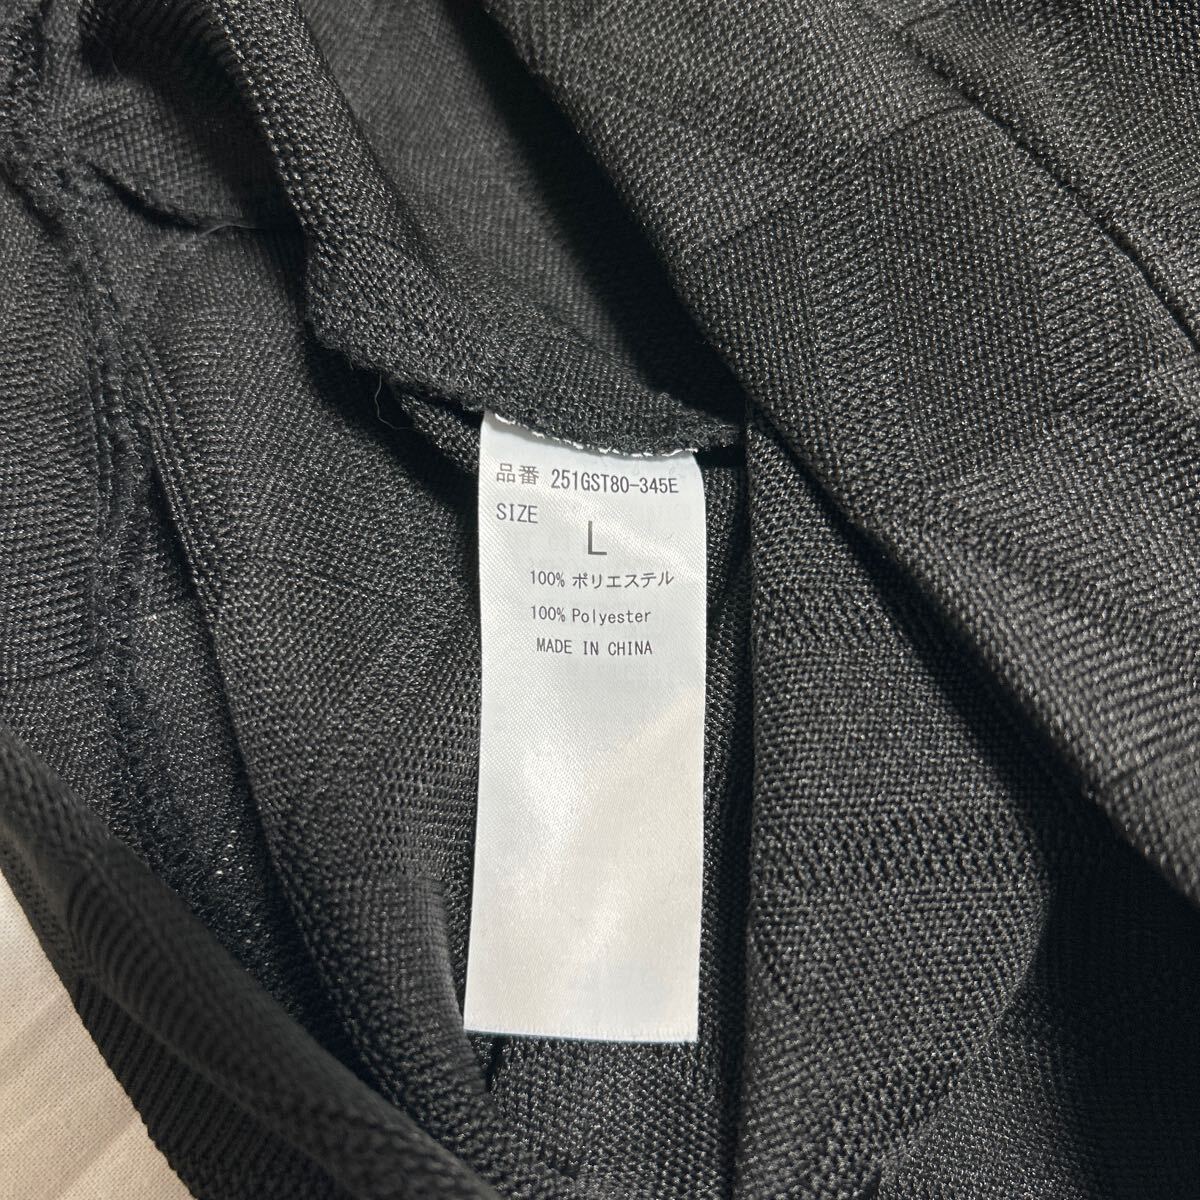 品番 251GST80-345E
SIZE
L
100% ポリエステル
100% Polyester
MADE IN CHINA